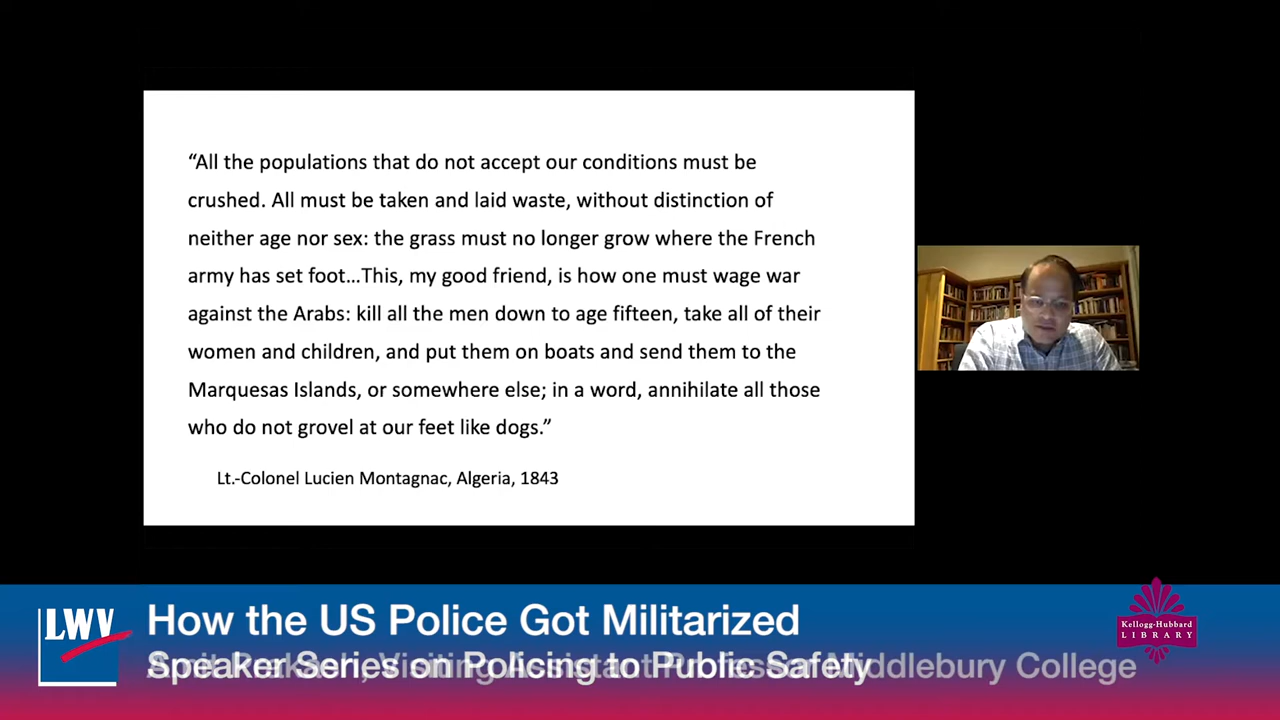 “All the populations that do not accept our conditions must be
crushed. All must be taken and laid waste, without distinction of
neither age nor sex: the grass must no longer grow where the French
army has set foot…This, my good friend, is how one must wage war
against the Arabs: kill all the men down to age fifteen, take all of their
women and children, and put them on boats and send them to the
Marquesas Islands, or somewhere else; in a word, annihilate all those
who do not grovel at our feet like dogs.”
Lt.-Colonel Lucien Montagnac, Algeria, 1843
LWV
How the US Police Got Militarized
Speaker Series on Policing to Public Safety
Visiting Assistant Professor Middlebury College
Kellogg-Hubbard
LIBRARY